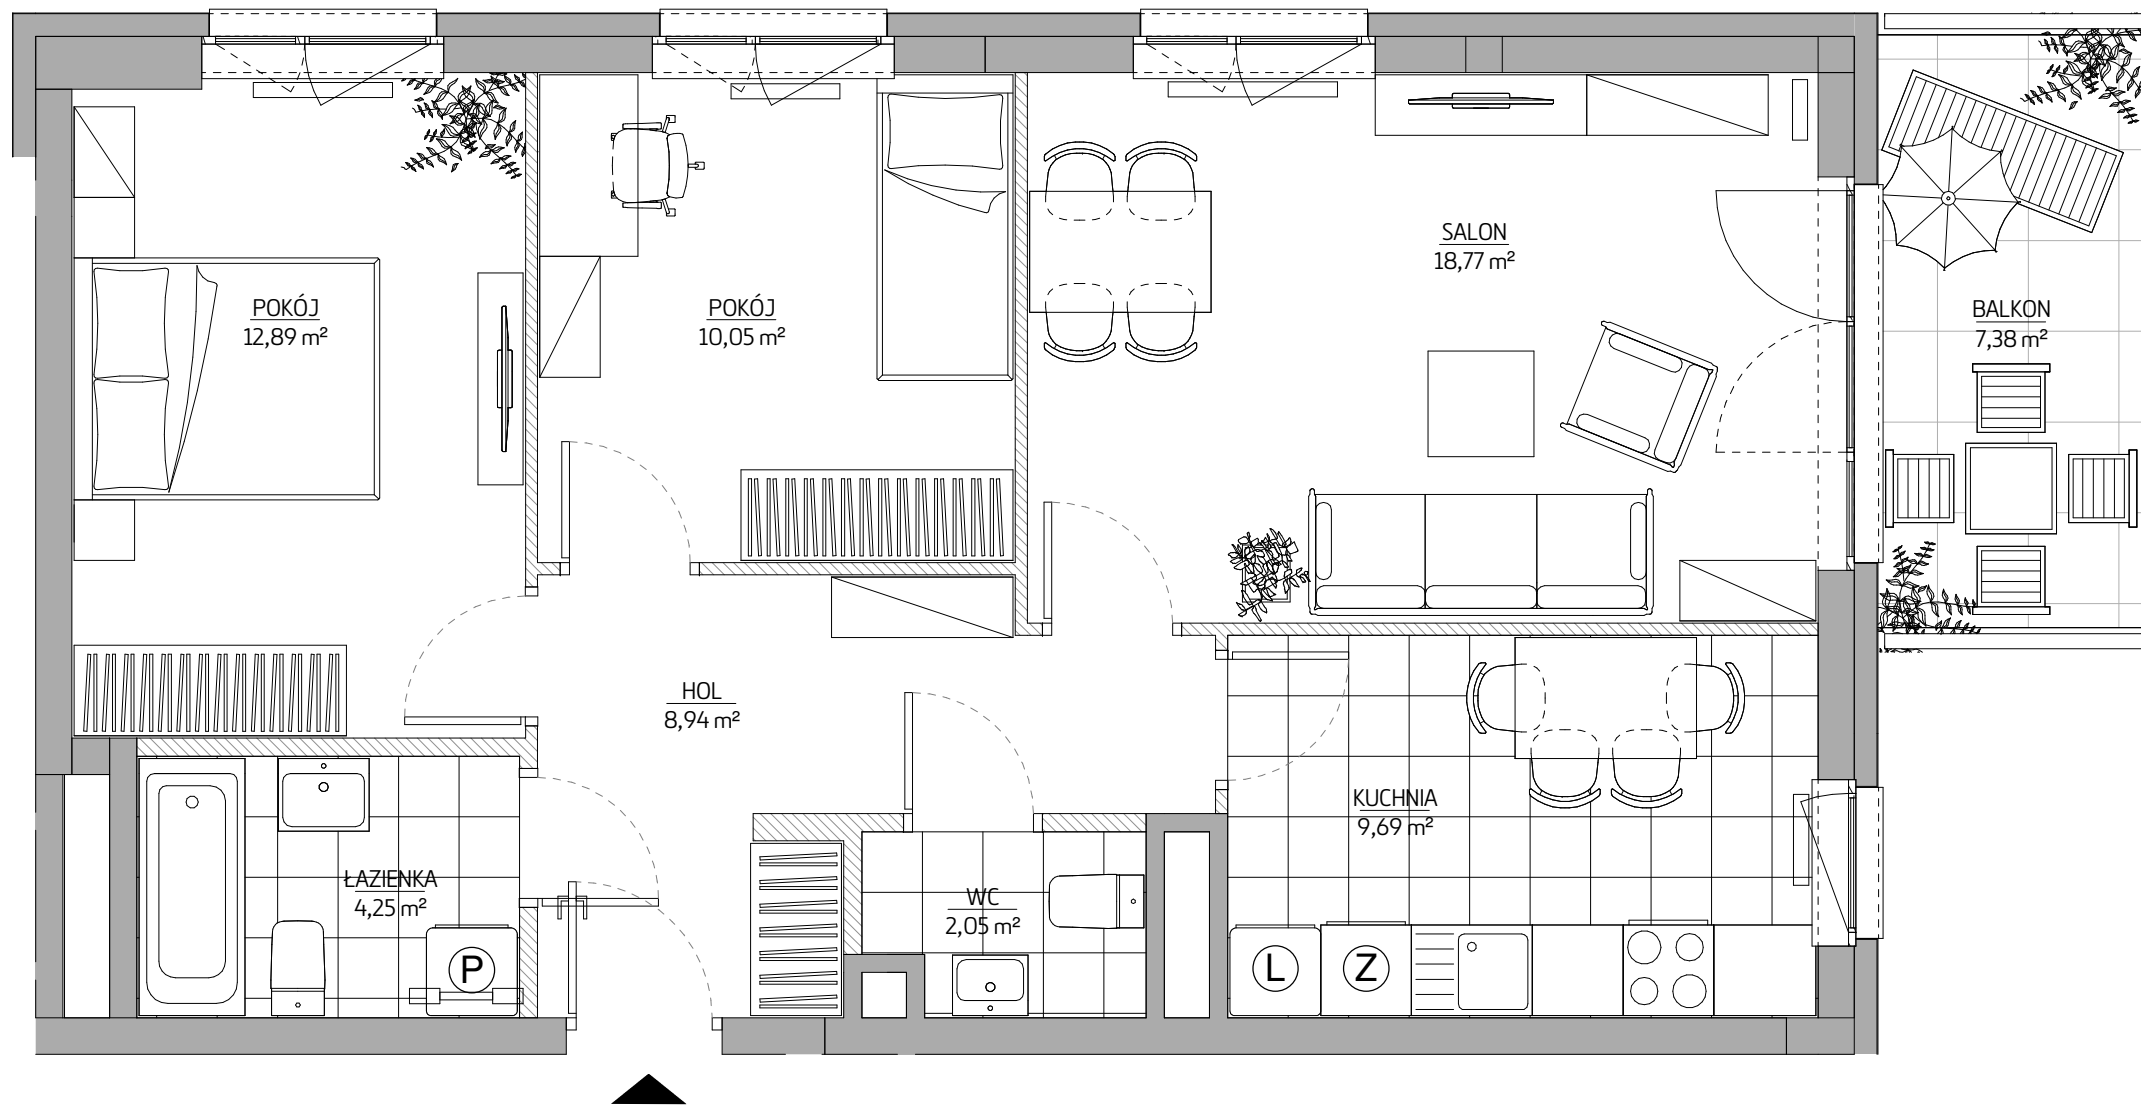 SALON
18,77 m²
POKÓJ
12,89 m²
POKÓJ
10,05 m²
BALKON
7,38 m²
HOL
8,94 m²
KUCHNIA
9,69 m²
ŁAZIENKA
4,25 m²
WC
2,05 m²
P
L
Z